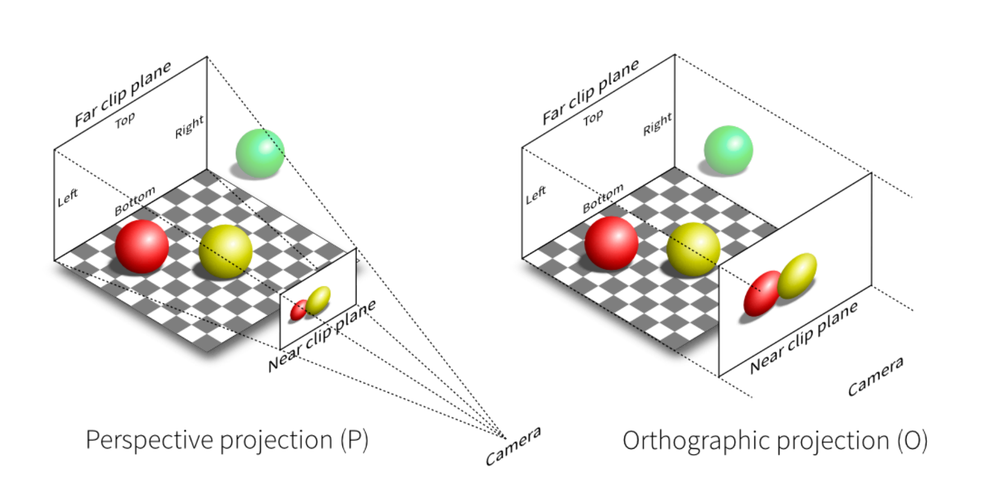 Far clip plane
Top
Right
Left
Bottom
Near clip plane
Camera
Perspective projection (P)
Far clip plane
Top
Right
Left
Bottom
Near clip plane
Camera
Orthographic projection (O)